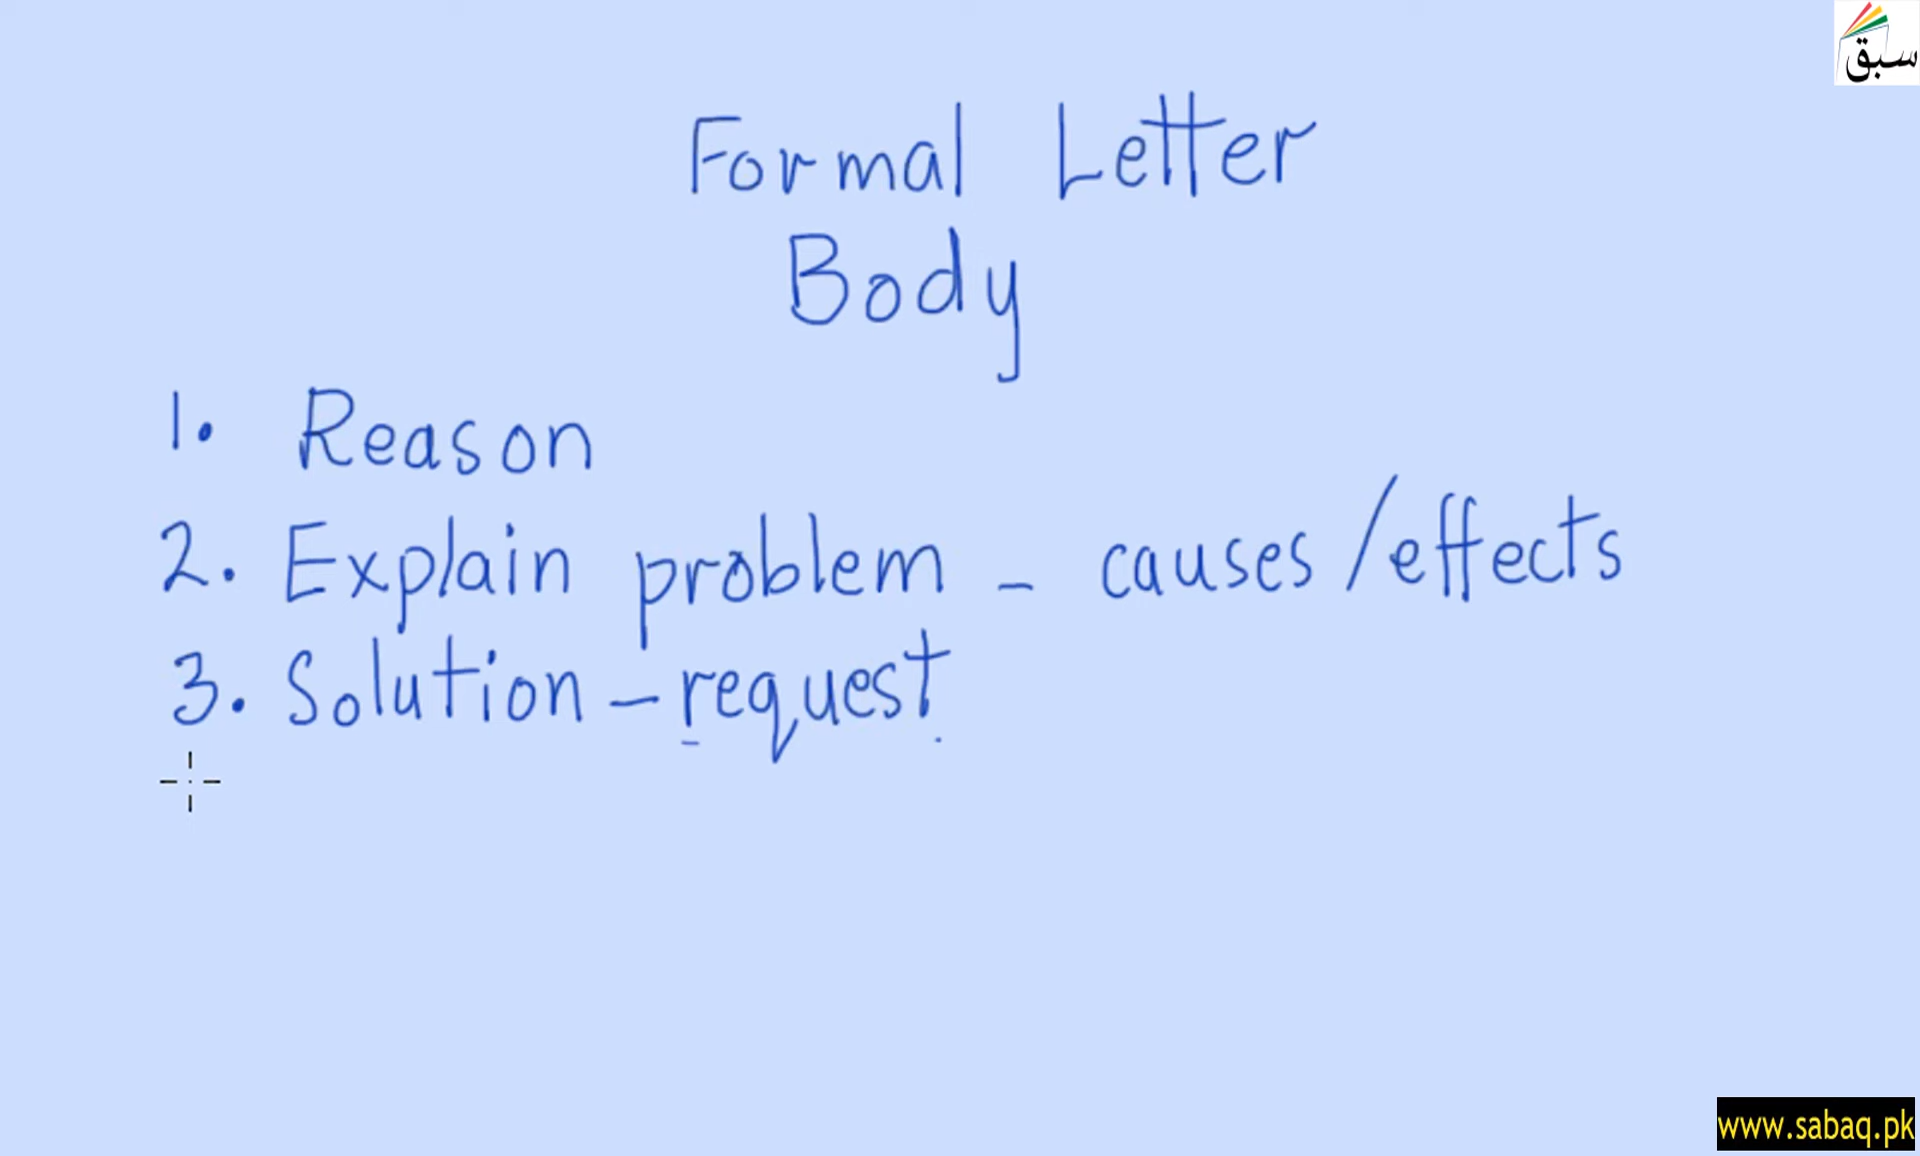 سبق
Formal Letter
Body
1. Reason
2. Explain problem - causes/effects
3. Solution - request
www.sabaq.pk